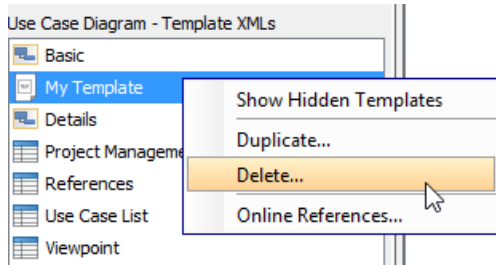 Use Case Diagram - Template XMLs
Basic
My Template
Details
Project Manageme
References
Use Case List
Viewpoint
Show Hidden Templates
Duplicate...
Delete...
Online References...